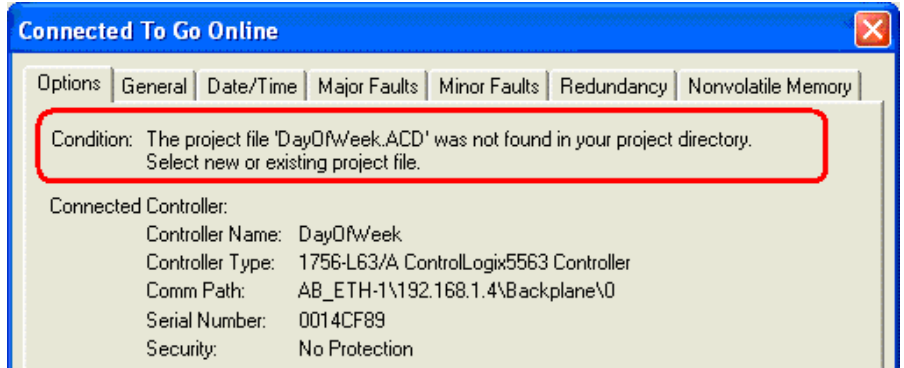 Connected To Go Online
Options General Date/Time Major Faults Minor Faults Redundancy Nonvolatile Memory
Condition: The project file 'DayOfWeek.ACD' was not found in your project directory.
Select new or existing project file.
Connected Controller:
Controller Name: DayOfWeek
Controller Type: 1756-L63/A ControlLogix5563 Controller
Comm Path: AB_ETH-1\192.168.1.4\Backplane\0
Serial Number: 0014CF89
Security: No Protection